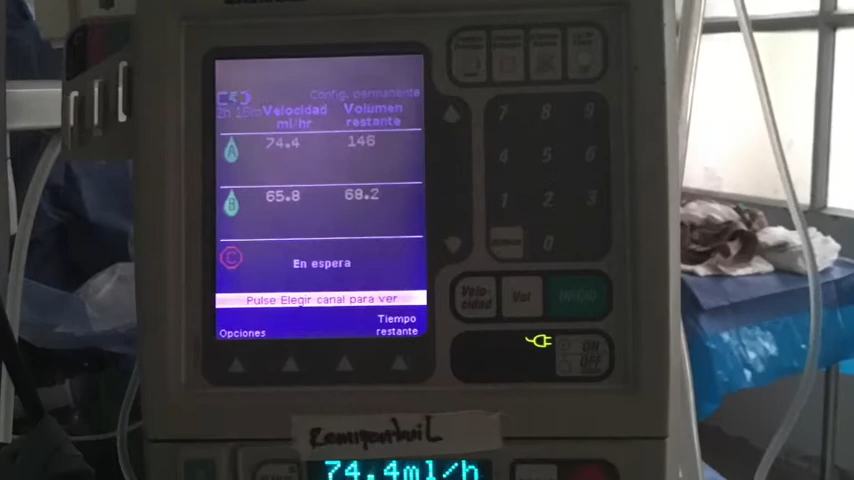 Config. permanente
2h 16m Velocidad Volumen
ml/hr restante
A 74.4 146
B 65.8 68.2
C En espera
Pulse Elegir canal para ver
Tiempo
Opciones restante
7 8 9
4 5 6
1 2 3
0
Velo-
cidad Vol INICIO
ON
OFF
74.4ml/h